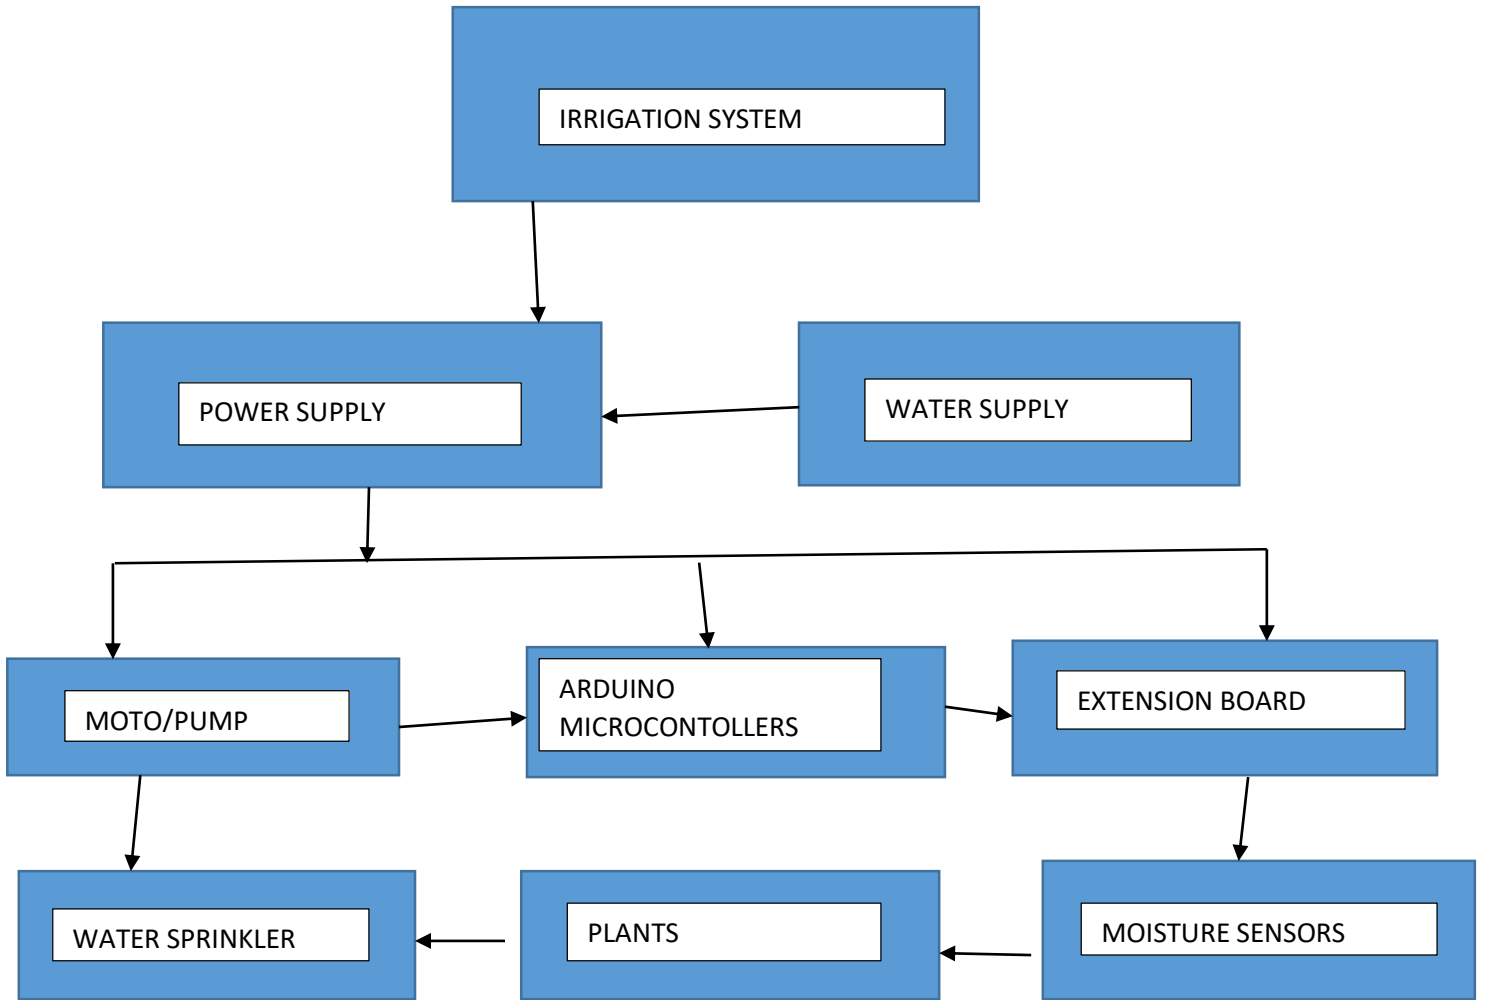 IRRIGATION SYSTEM
POWER SUPPLY
WATER SUPPLY
MOTO/PUMP
ARDUINO
MICROCONTOLLERS
EXTENSION BOARD
WATER SPRINKLER
PLANTS
MOISTURE SENSORS